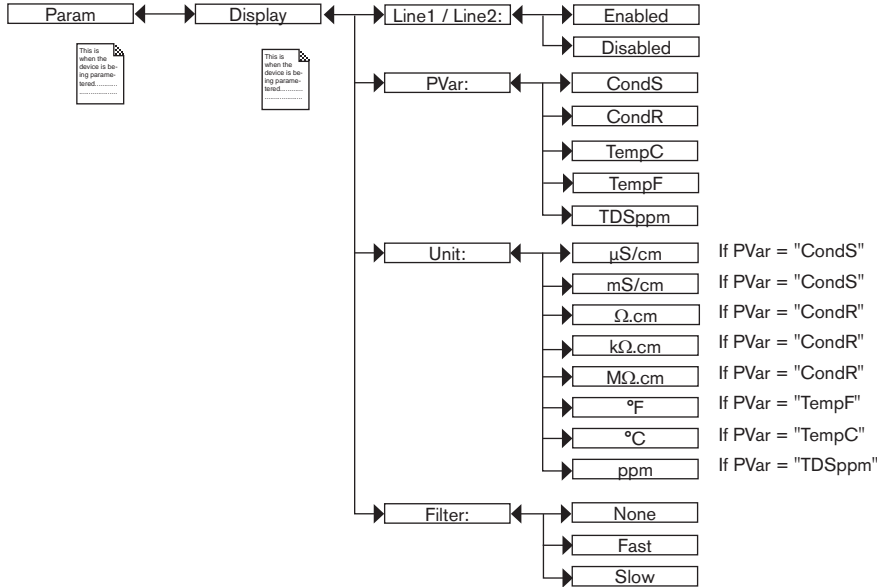 Param
Display
Line1 / Line2:
Enabled
Disabled
This is
when the
device is be-
ing parame-
tered...........
....................
This is
when the
device is be-
ing parame-
tered...........
....................
PVar:
CondS
CondR
TempC
TempF
TDSppm
Unit:
µS/cm
If PVar = "CondS"
mS/cm
If PVar = "CondS"
Ω.cm
If PVar = "CondR"
kΩ.cm
If PVar = "CondR"
MΩ.cm
If PVar = "CondR"
°F
If PVar = "TempF"
°C
If PVar = "TempC"
ppm
If PVar = "TDSppm"
Filter:
None
Fast
Slow